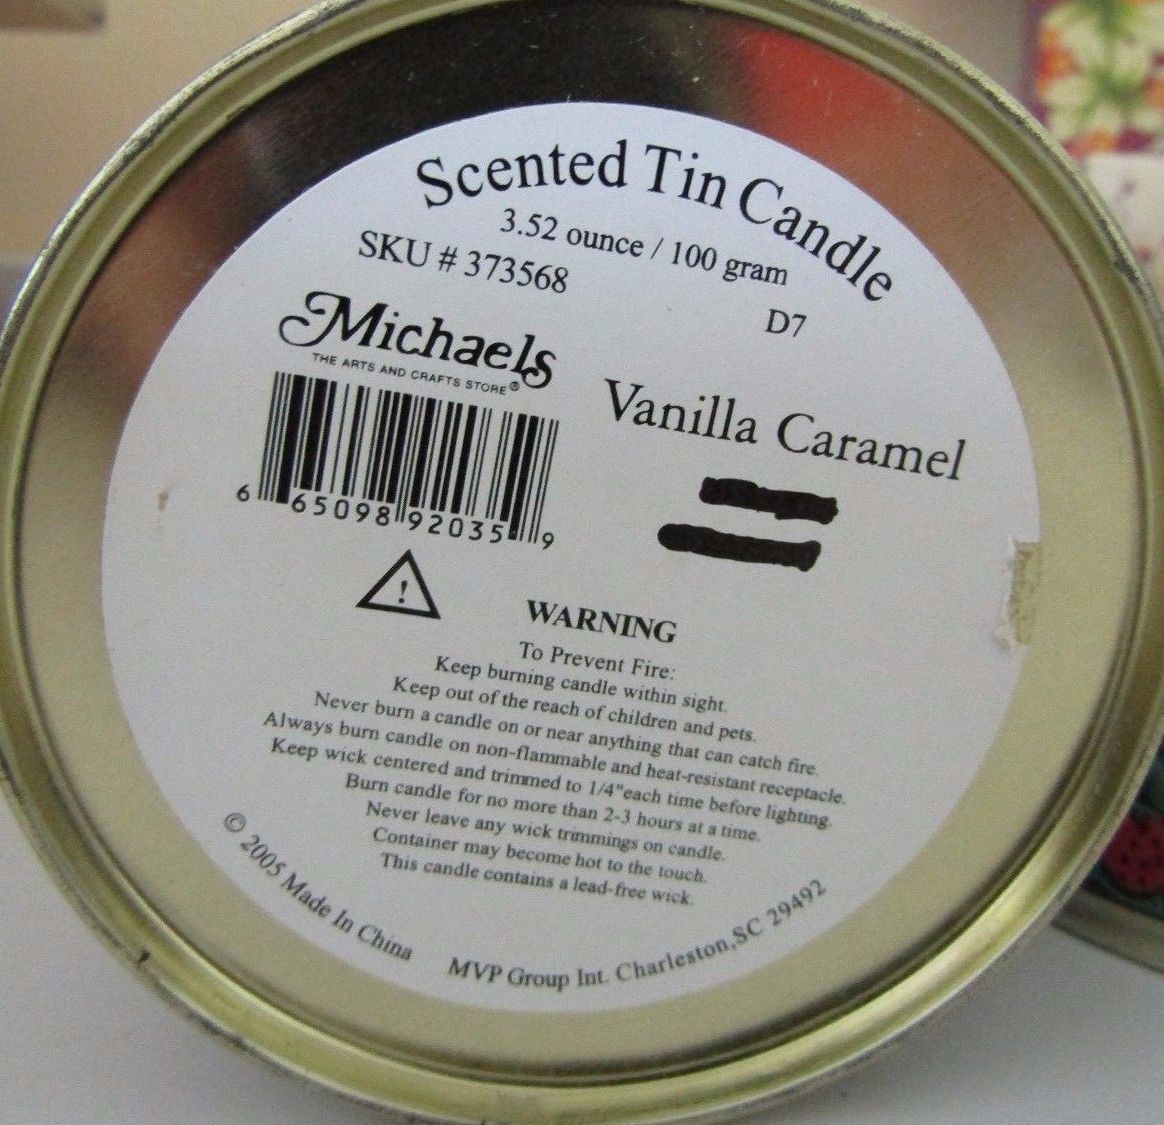 Scented Tin Candle
3.52 ounce / 100 gram
SKU # 373568
D7
Michaels
THE ARTS AND CRAFTS STORE®
Vanilla Caramel
6 65098 92035 9
!
WARNING
To Prevent Fire:
Keep burning candle within sight.
Keep out of the reach of children and pets.
Never burn a candle on or near anything that can catch fire.
Always burn candle on non-flammable and heat-resistant receptacle.
Keep wick centered and trimmed to 1/4"each time before lighting.
Burn candle for no more than 2-3 hours at a time.
Never leave any wick trimmings on candle.
Container may become hot to the touch.
This candle contains a lead-free wick.
© 2005 Made In China
MVP Group Int. Charleston,SC 29492